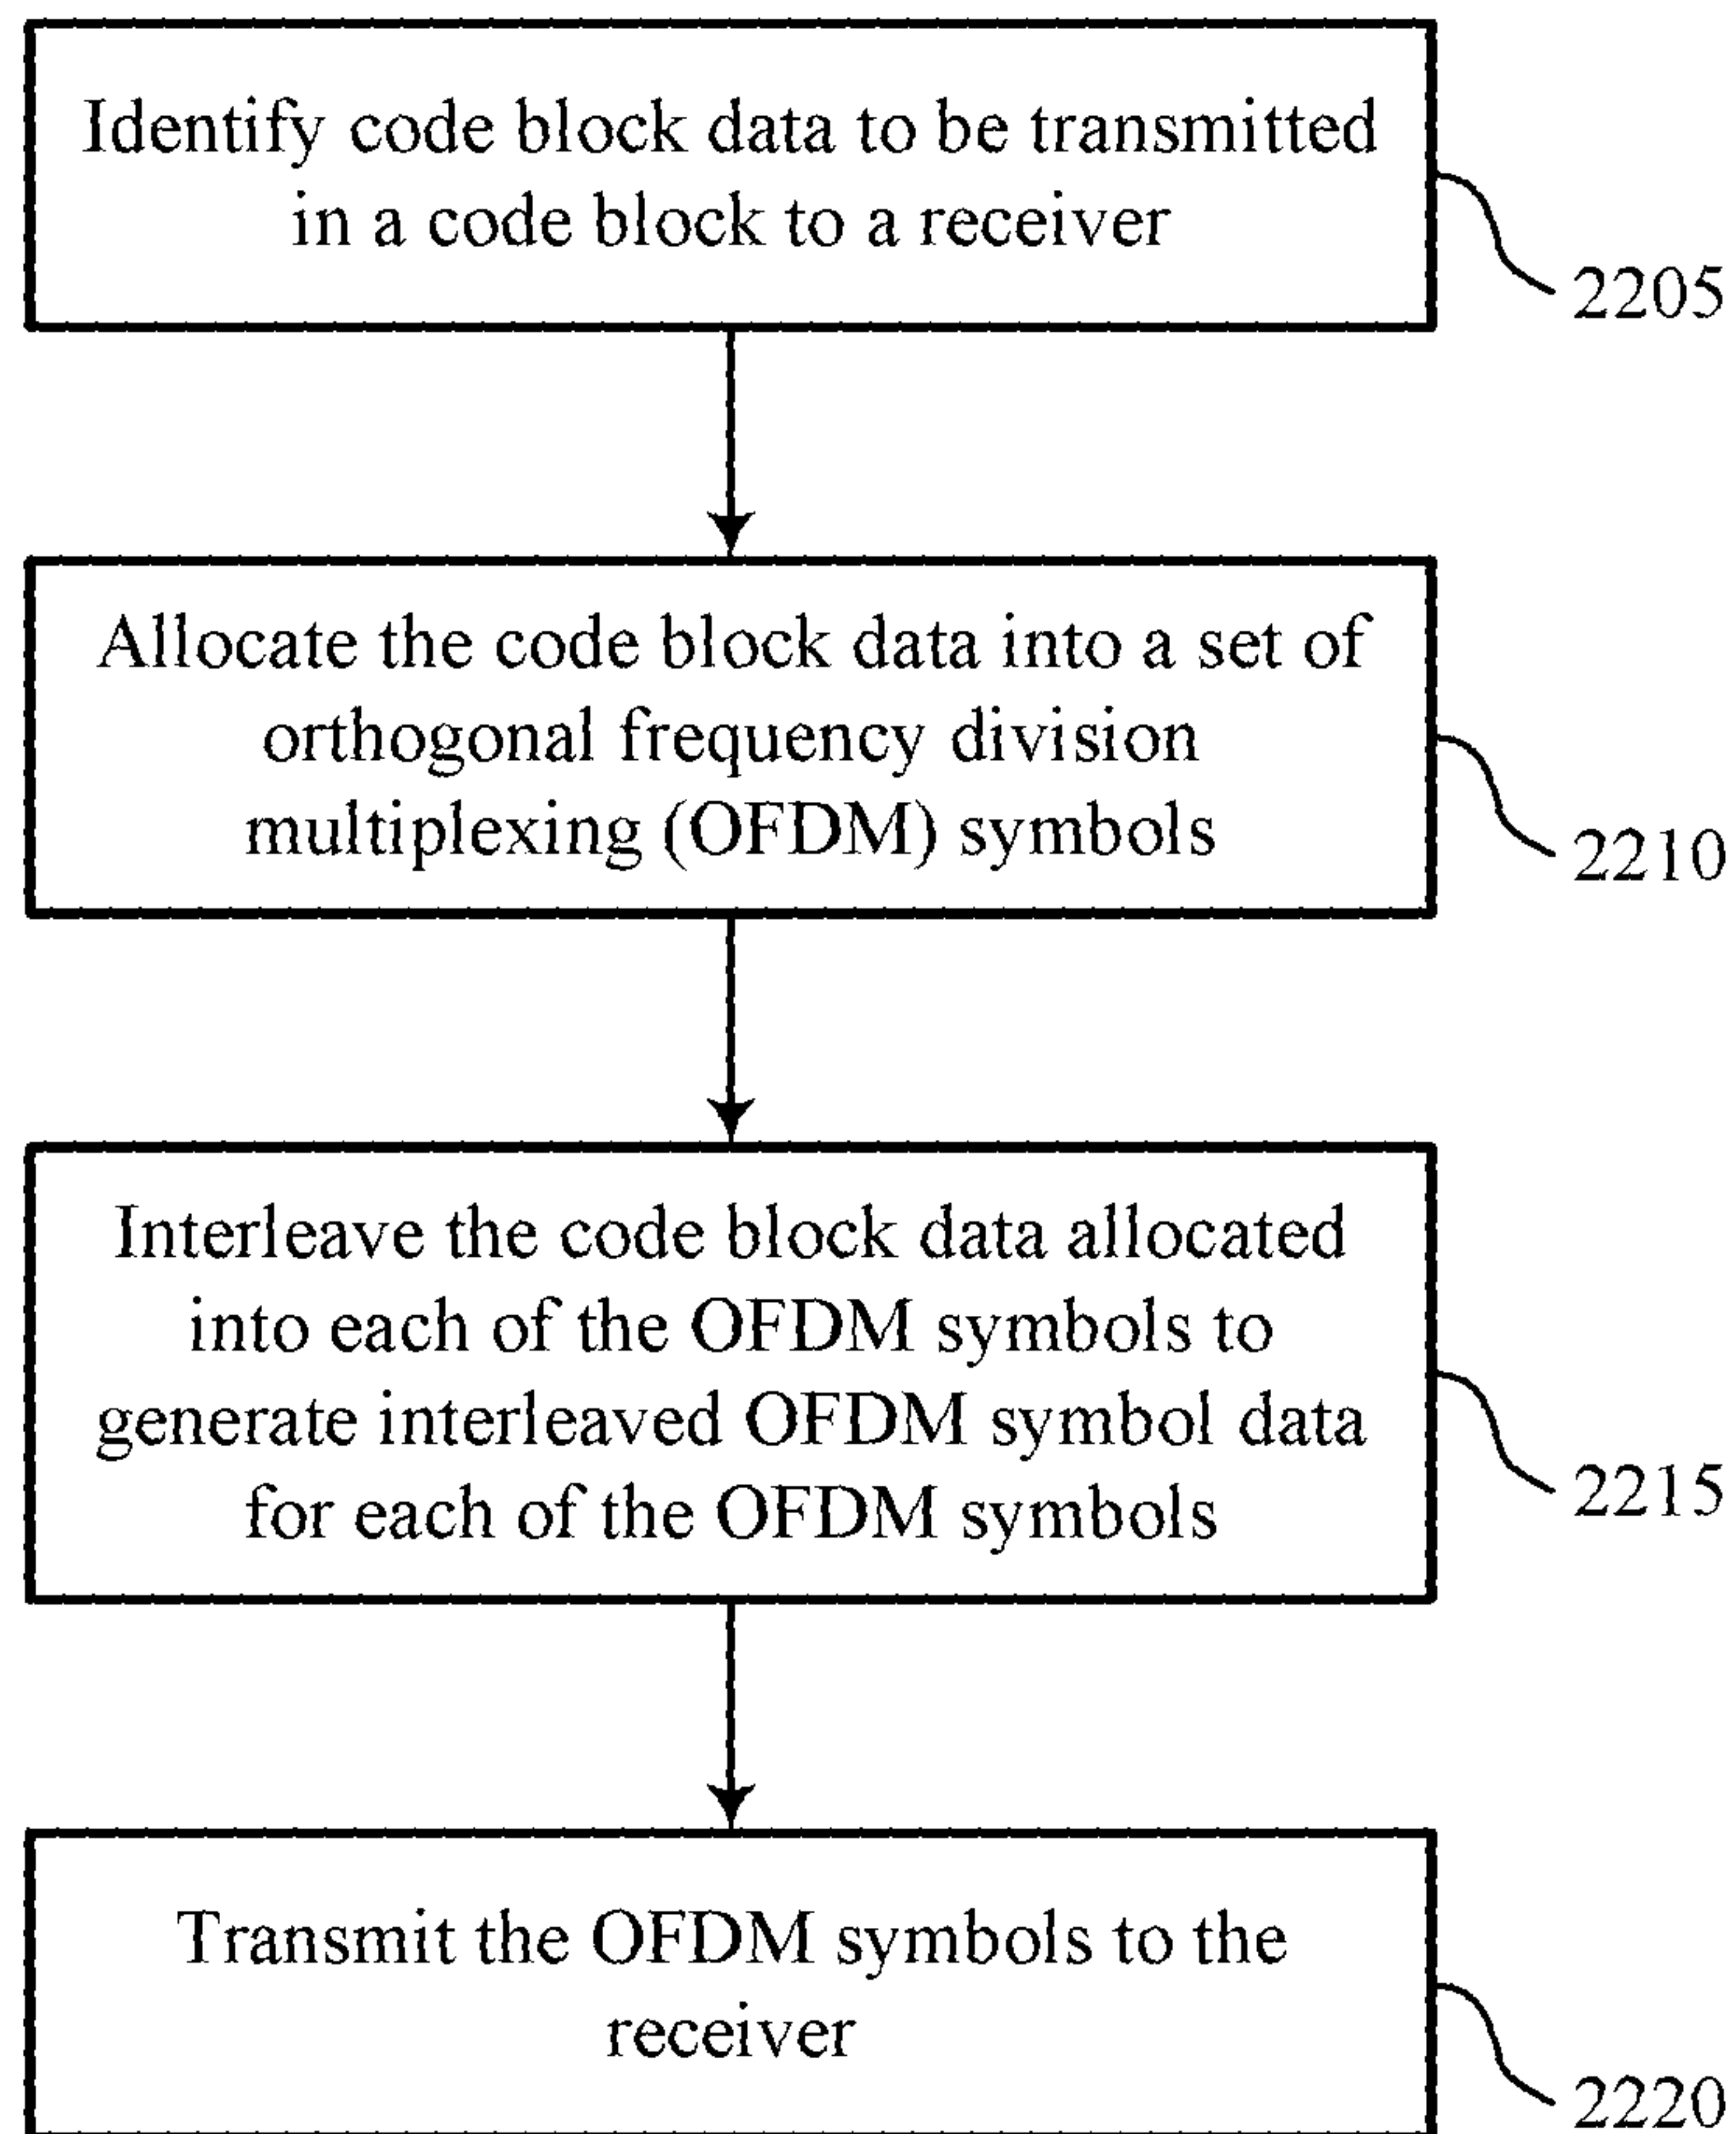 Identify code block data to be transmitted
in a code block to a receiver
2205
Allocate the code block data into a set of
orthogonal frequency division
multiplexing (OFDM) symbols
2210
Interleave the code block data allocated
into each of the OFDM symbols to
generate interleaved OFDM symbol data
for each of the OFDM symbols
2215
Transmit the OFDM symbols to the
receiver
2220